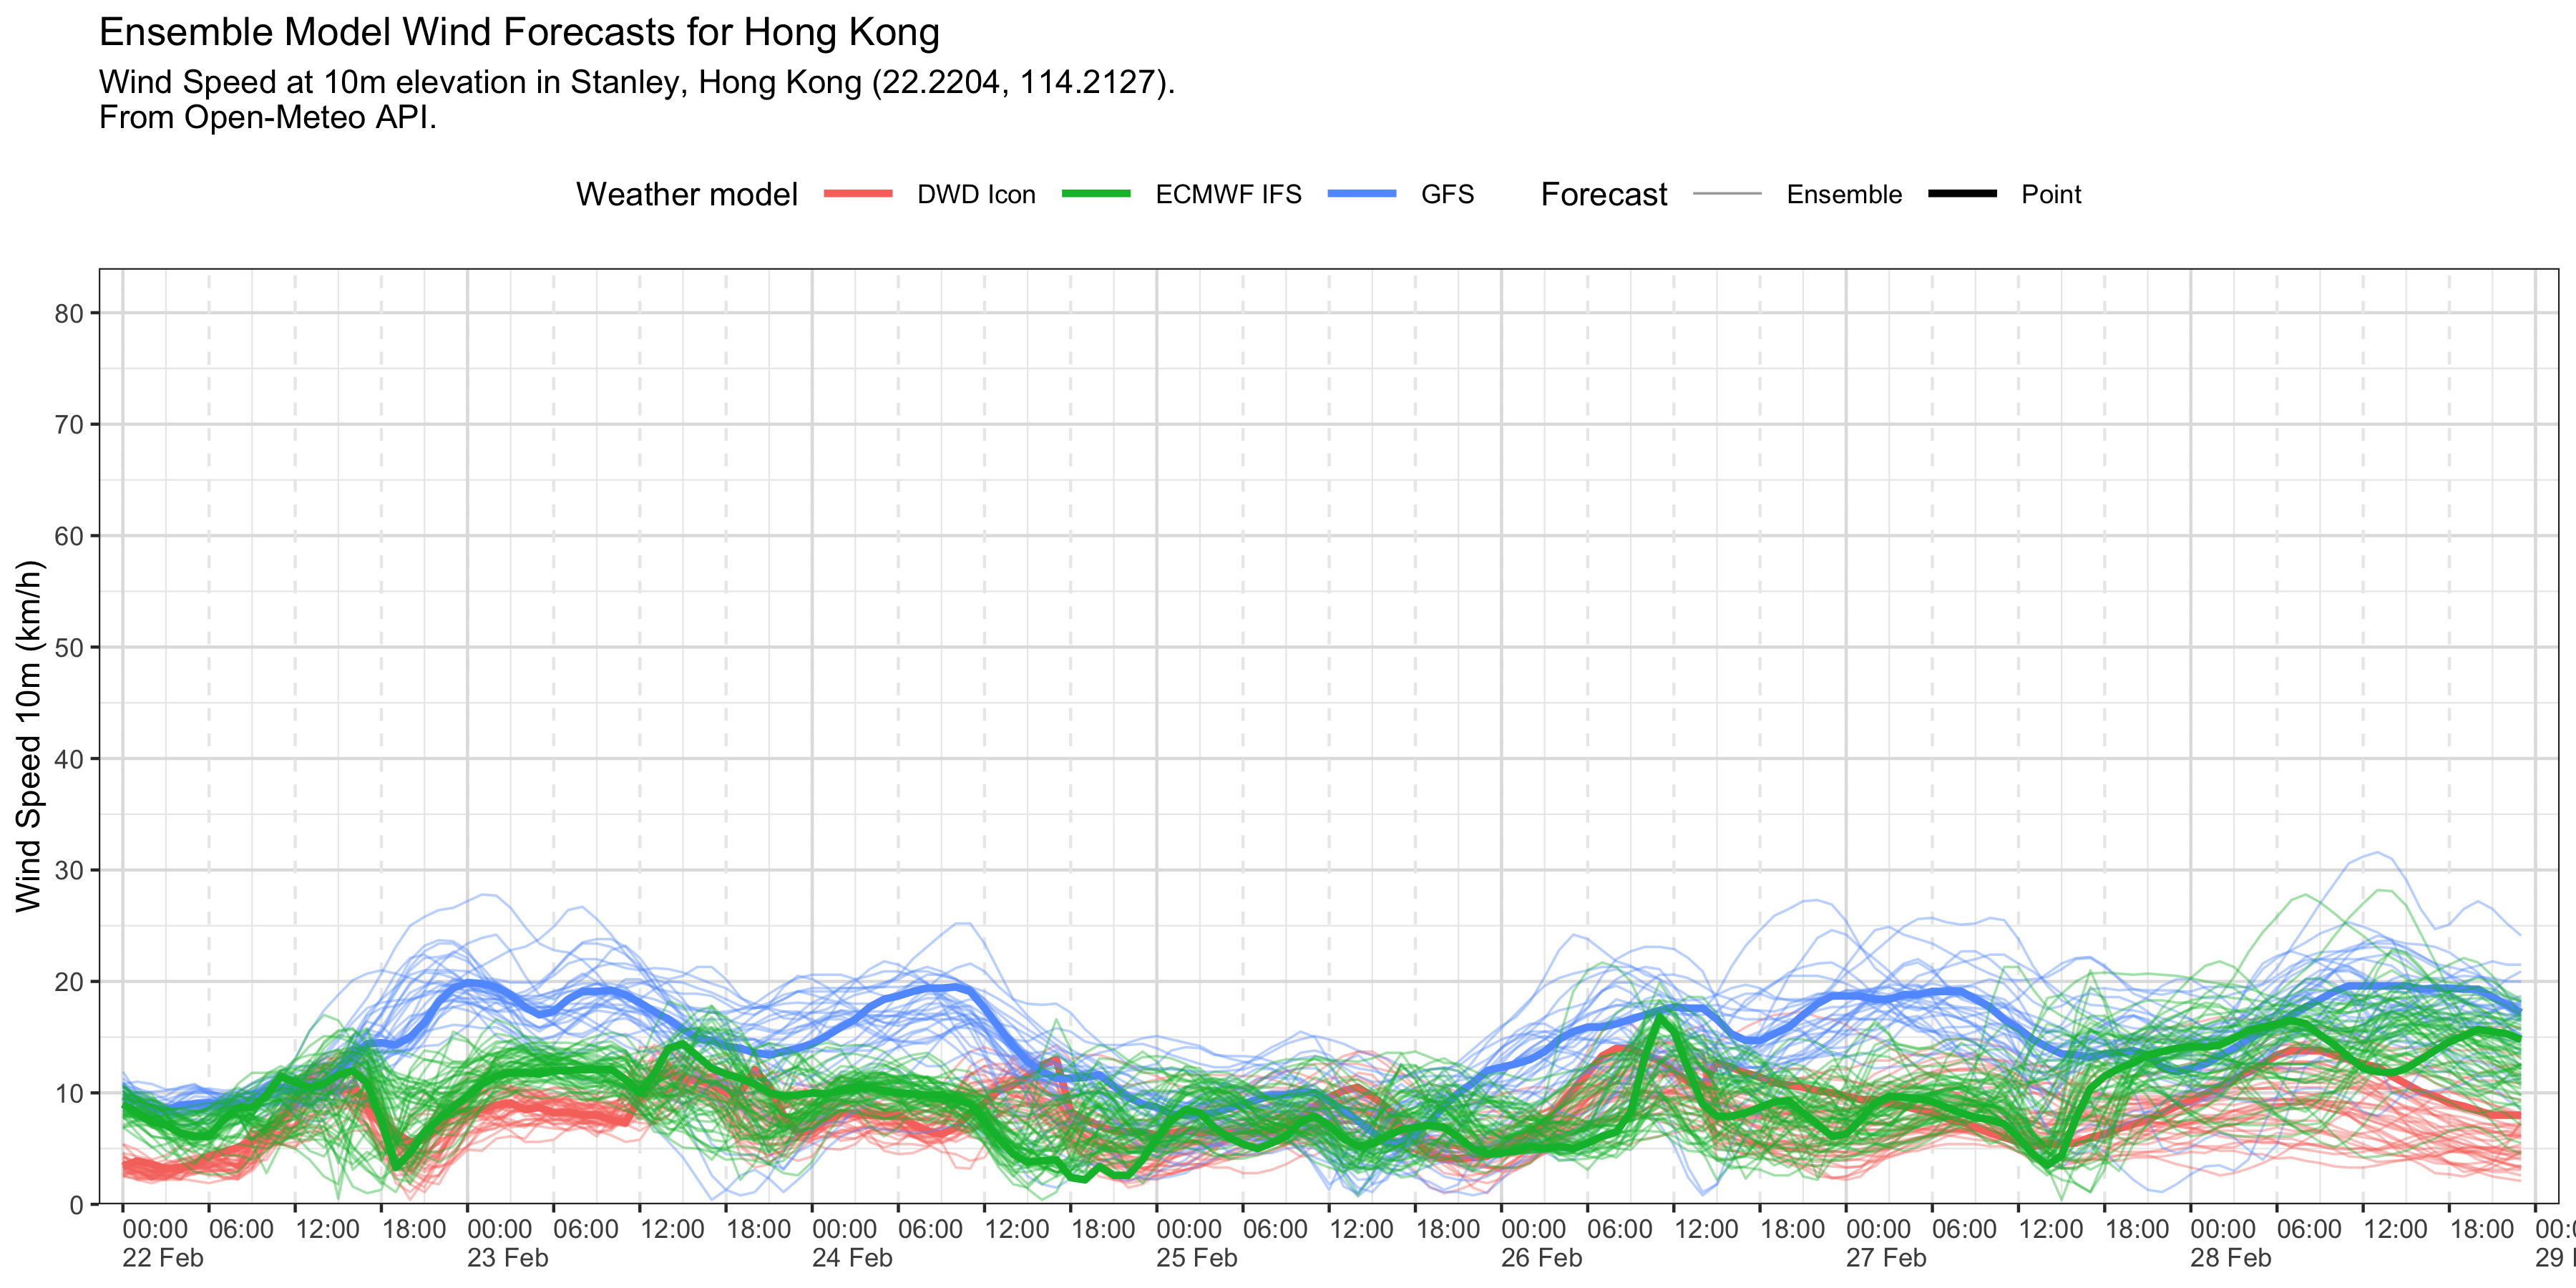 Ensemble Model Wind Forecasts for Hong Kong
Wind Speed at 10m elevation in Stanley, Hong Kong (22.2204, 114.2127).
From Open-Meteo API.
Weather model DWD Icon ECMWF IFS GFS Forecast Ensemble Point
Wind Speed 10m (km/h)
80
70
60
50
40
30
20
10
0
00:00 06:00 12:00 18:00 00:00 06:00 12:00 18:00 00:00 06:00 12:00 18:00 00:00 06:00 12:00 18:00 00:00 06:00 12:00 18:00 00:00 06:00 12:00 18:00 00:00 06:00 12:00 18:00
22 Feb 23 Feb 24 Feb 25 Feb 26 Feb 27 Feb 28 Feb 29